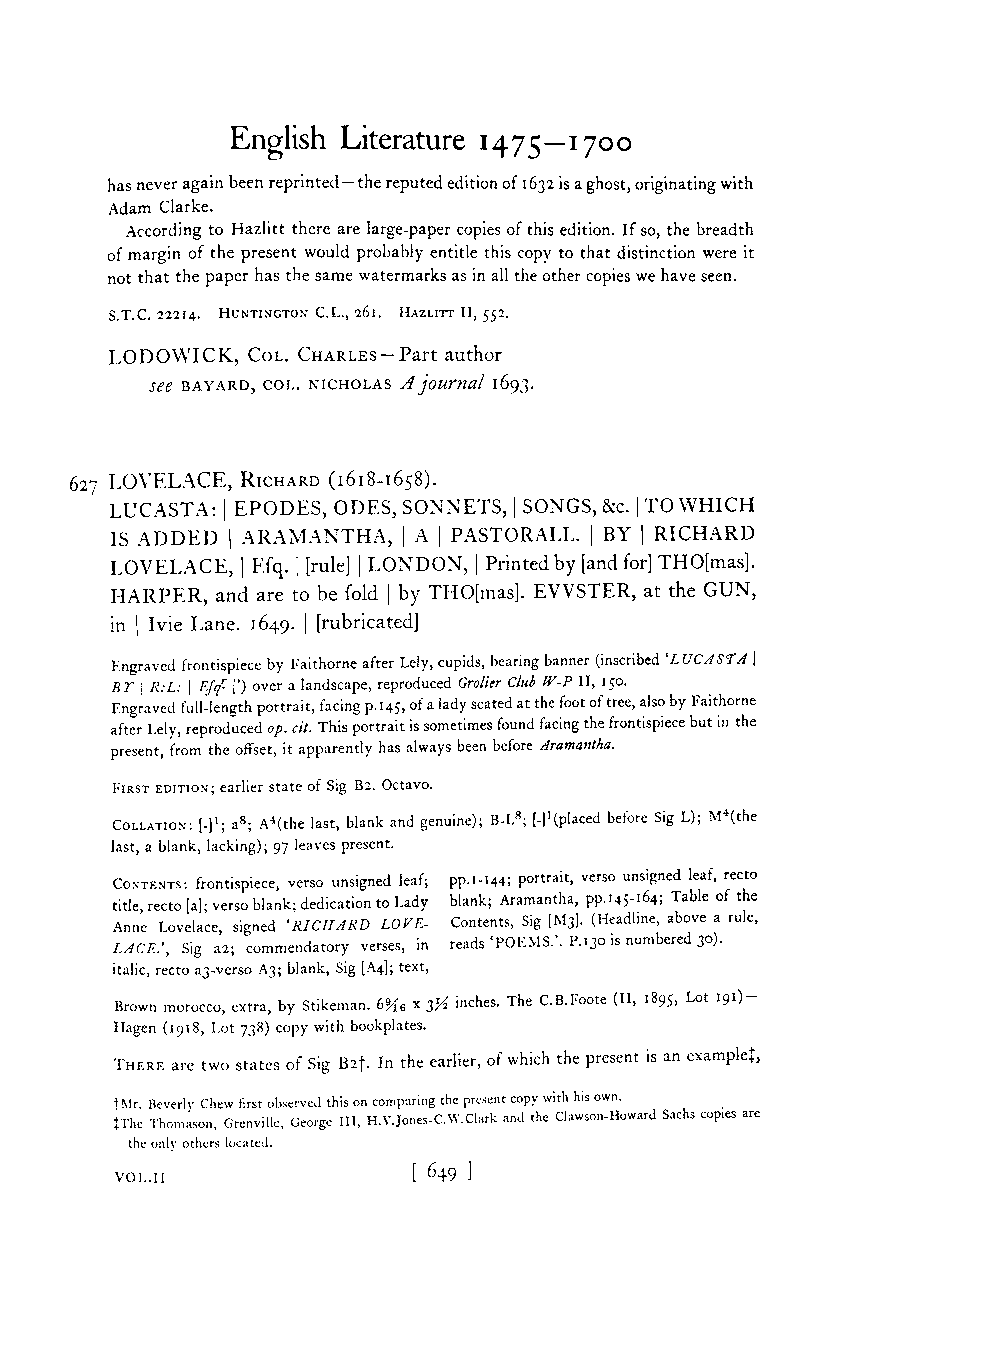 English Literature 1475–1700
has never again been reprinted—the reputed edition of 1632 is a ghost, originating with
Adam Clarke.
According to Hazlitt there are large-paper copies of this edition. If so, the breadth
of margin of the present would probably entitle this copy to that distinction were it
not that the paper has the same watermarks as in all the other copies we have seen.
S.T.C. 22214. HUNTINGTON C.L., 261. HAZLITT II, 552.
LODOWICK, COL. CHARLES—Part author
see BAYARD, COL. NICHOLAS A journal 1693.
627 LOVELACE, RICHARD (1618-1658).
LUCASTA: | EPODES, ODES, SONNETS, | SONGS, &c. | TO WHICH
IS ADDED | ARAMANTHA, | A | PASTORALL. | BY | RICHARD
LOVELACE, | Eſq. | [rule] | LONDON, | Printed by [and for] THO[mas].
HARPER, and are to be ſold | by THO[mas]. EVVSTER, at the GUN,
in | Ivie Lane. 1649. | [rubricated]
Engraved frontispiece by Faithorne after Lely, cupids, bearing banner (inscribed 'LUCASTA |
BY | R:L: | Eſqr |') over a landscape, reproduced Grolier Club W-P II, 150.
Engraved full-length portrait, facing p.145, of a lady seated at the foot of tree, also by Faithorne
after Lely, reproduced op. cit. This portrait is sometimes found facing the frontispiece but in the
present, from the offset, it apparently has always been before Aramantha.
FIRST EDITION; earlier state of Sig B2. Octavo.
COLLATION: [-]¹; a⁸; A⁴(the last, blank and genuine); B-L⁸; [-]¹(placed before Sig L); M⁴(the
last, a blank, lacking); 97 leaves present.
CONTENTS: frontispiece, verso unsigned leaf;
title, recto [a]; verso blank; dedication to Lady
Anne Lovelace, signed 'RICHARD LOVE-
LACE.', Sig a2; commendatory verses, in
italic, recto a3-verso A3; blank, Sig [A4]; text,
pp.1-144; portrait, verso unsigned leaf, recto
blank; Aramantha, pp.145-164; Table of the
Contents, Sig [M3]. (Headline, above a rule,
reads 'POEMS.'. P.130 is numbered 30).
Brown morocco, extra, by Stikeman. 6 9/16 x 3 1/2 inches. The C.B.Foote (II, 1895, Lot 191)—
Hagen (1918, Lot 738) copy with bookplates.
THERE are two states of Sig B2†. In the earlier, of which the present is an example‡,
†Mr. Beverly Chew first observed this on comparing the present copy with his own.
‡The Thomason, Grenville, George III, H.V.Jones-C.W.Clark and the Clawson-Howard Sachs copies are
the only others located.
VOL.II
[ 649 ]